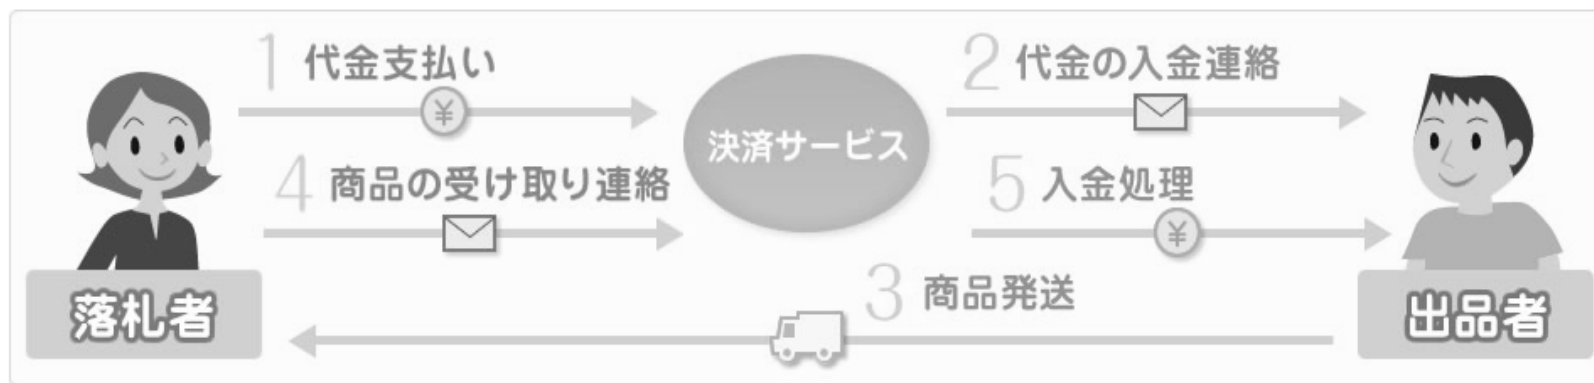 1 代金支払い
2 代金の入金連絡
¥
決済サービス
4 商品の受け取り連絡
5 入金処理
¥
3 商品発送
落札者
出品者